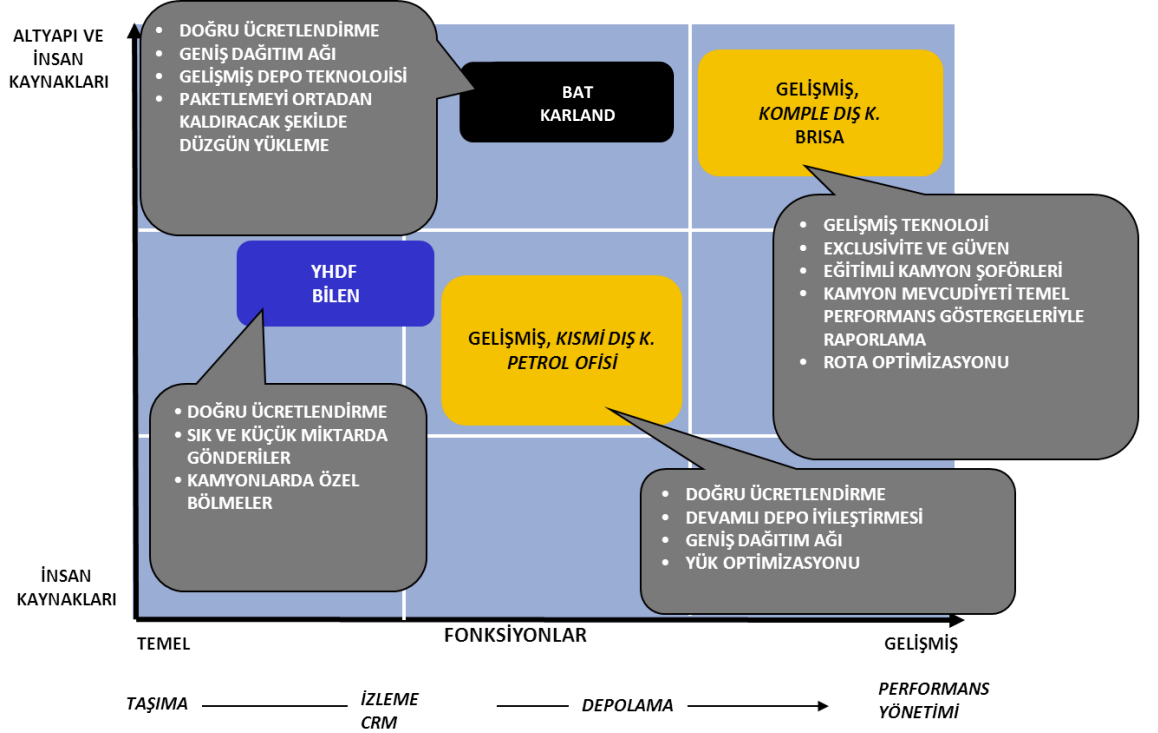 ALTYAPI VE
İNSAN
KAYNAKLARI
• DOĞRU ÜCRETLENDİRME
• GENİŞ DAĞITIM AĞI
• GELİŞMİŞ DEPO TEKNOLOJİSİ
• PAKETLEMEYİ ORTADAN
KALDIRACAK ŞEKİLDE
DÜZGÜN YÜKLEME
BAT
KARLAND
GELİŞMİŞ,
KOMPLE DIŞ K.
BRISA
• GELİŞMİŞ TEKNOLOJİ
• EXCLUSIVITE VE GÜVEN
• EĞİTİMLİ KAMYON ŞOFÖRLERİ
• KAMYON MEVCUDİYETİ TEMEL
PERFORMANS GÖSTERGELERİYLE
RAPORLAMA
• ROTA OPTİMİZASYONU
YHDF
BİLEN
GELİŞMİŞ, KISMİ DIŞ K.
PETROL OFİSİ
• DOĞRU ÜCRETLENDİRME
• SIK VE KÜÇÜK MİKTARDA
GÖNDERİLER
• KAMYONLARDA ÖZEL
BÖLMELER
• DOĞRU ÜCRETLENDİRME
• DEVAMLI DEPO İYİLEŞTİRMESİ
• GENİŞ DAĞITIM AĞI
• YÜK OPTİMİZASYONU
İNSAN
KAYNAKLARI
TEMEL
FONKSİYONLAR
GELİŞMİŞ
TAŞIMA
İZLEME
CRM
DEPOLAMA
PERFORMANS
YÖNETİMİ